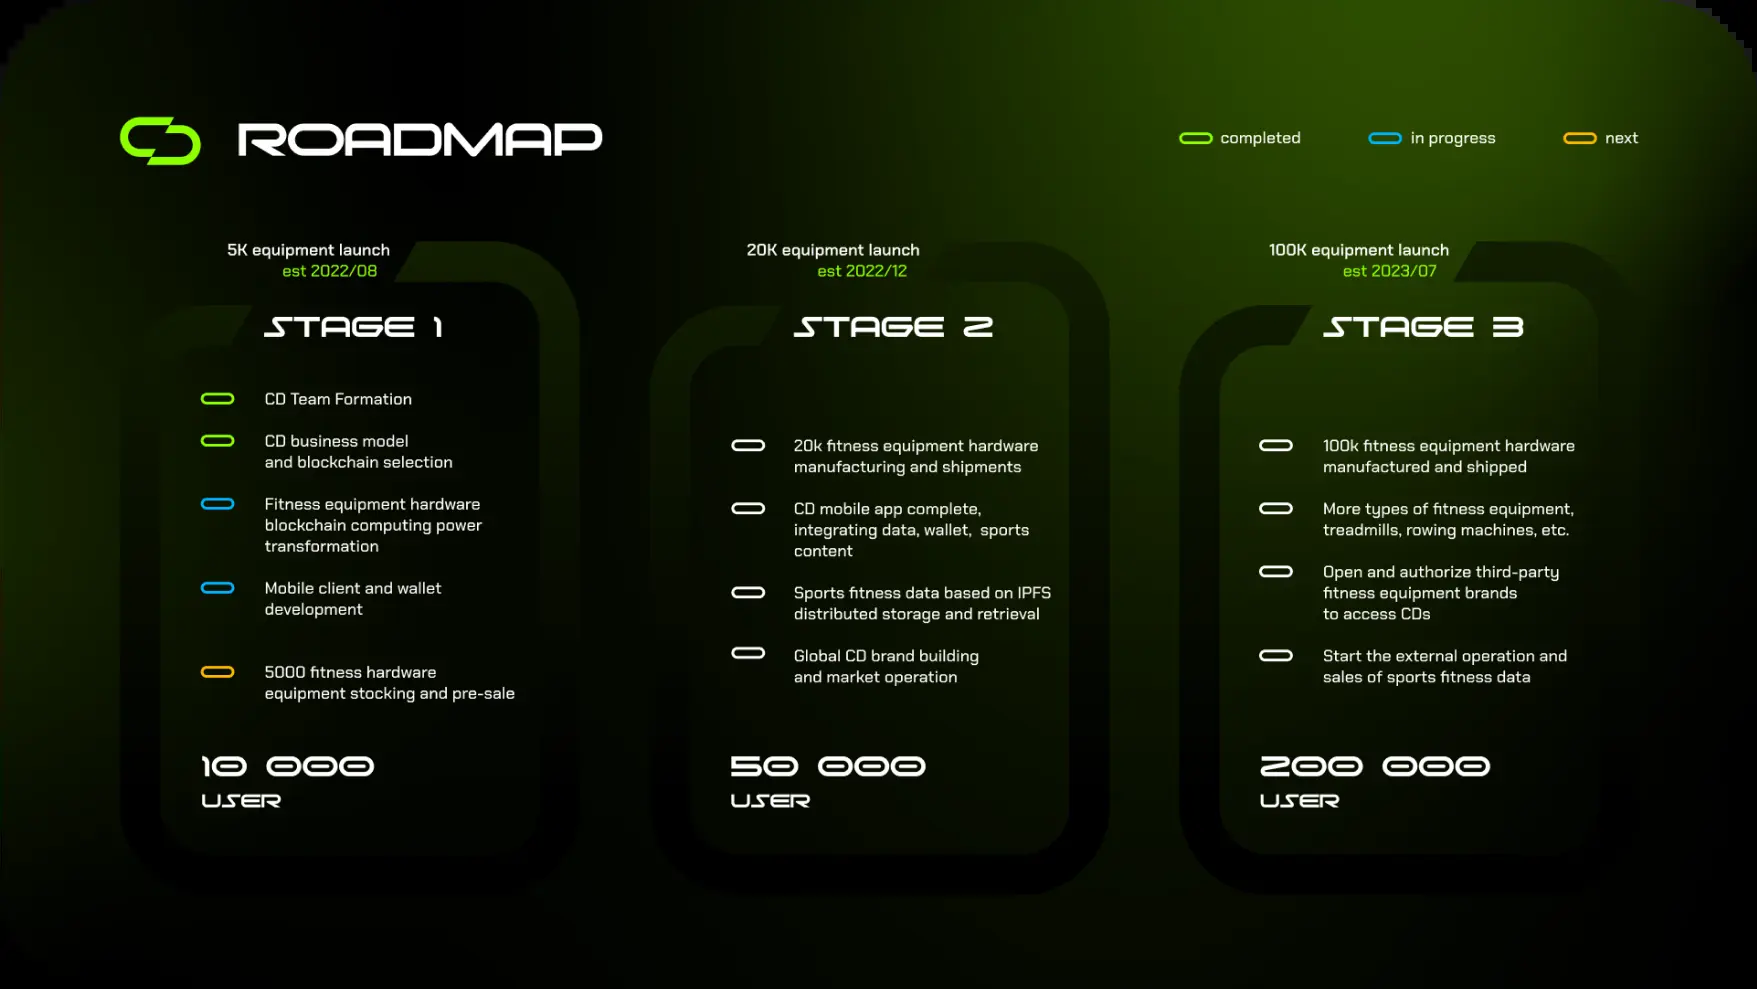 ROADMAP
completed
in progress
next
5K equipment launch
est 2022/08
STAGE 1
CD Team Formation
CD business model
and blockchain selection
Fitness equipment hardware
blockchain computing power
transformation
Mobile client and wallet
development
5000 fitness hardware
equipment stocking and pre-sale
10 000
USER
20K equipment launch
est 2022/12
STAGE 2
20k fitness equipment hardware
manufacturing and shipments
CD mobile app complete,
integrating data, wallet, sports
content
Sports fitness data based on IPFS
distributed storage and retrieval
Global CD brand building
and market operation
50 000
USER
100K equipment launch
est 2023/07
STAGE 3
100k fitness equipment hardware
manufactured and shipped
More types of fitness equipment,
treadmills, rowing machines, etc.
Open and authorize third-party
fitness equipment brands
to access CDs
Start the external operation and
sales of sports fitness data
200 000
USER